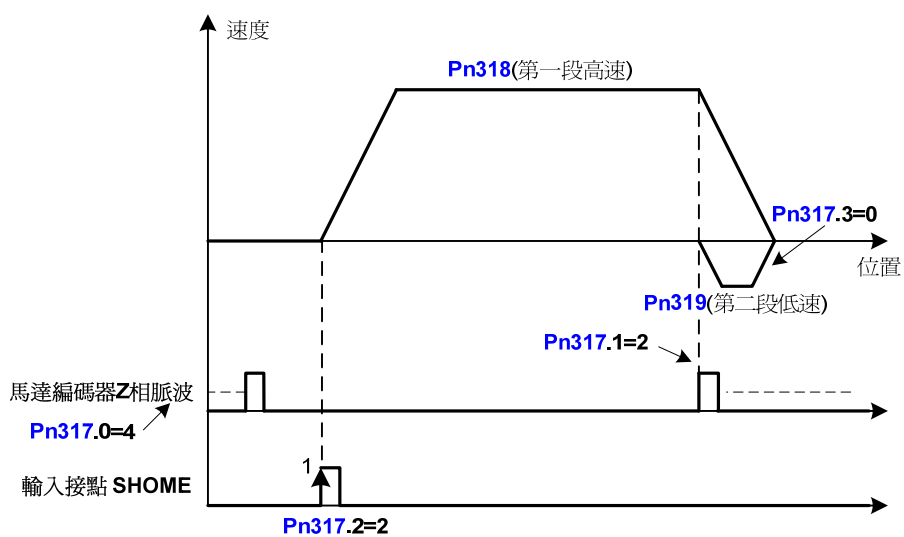 速度
Pn318(第一段高速)
Pn317.3=0
位置
Pn319(第二段低速)
Pn317.1=2
馬達編碼器Z相脈波
Pn317.0=4
1
輸入接點 SHOME
Pn317.2=2